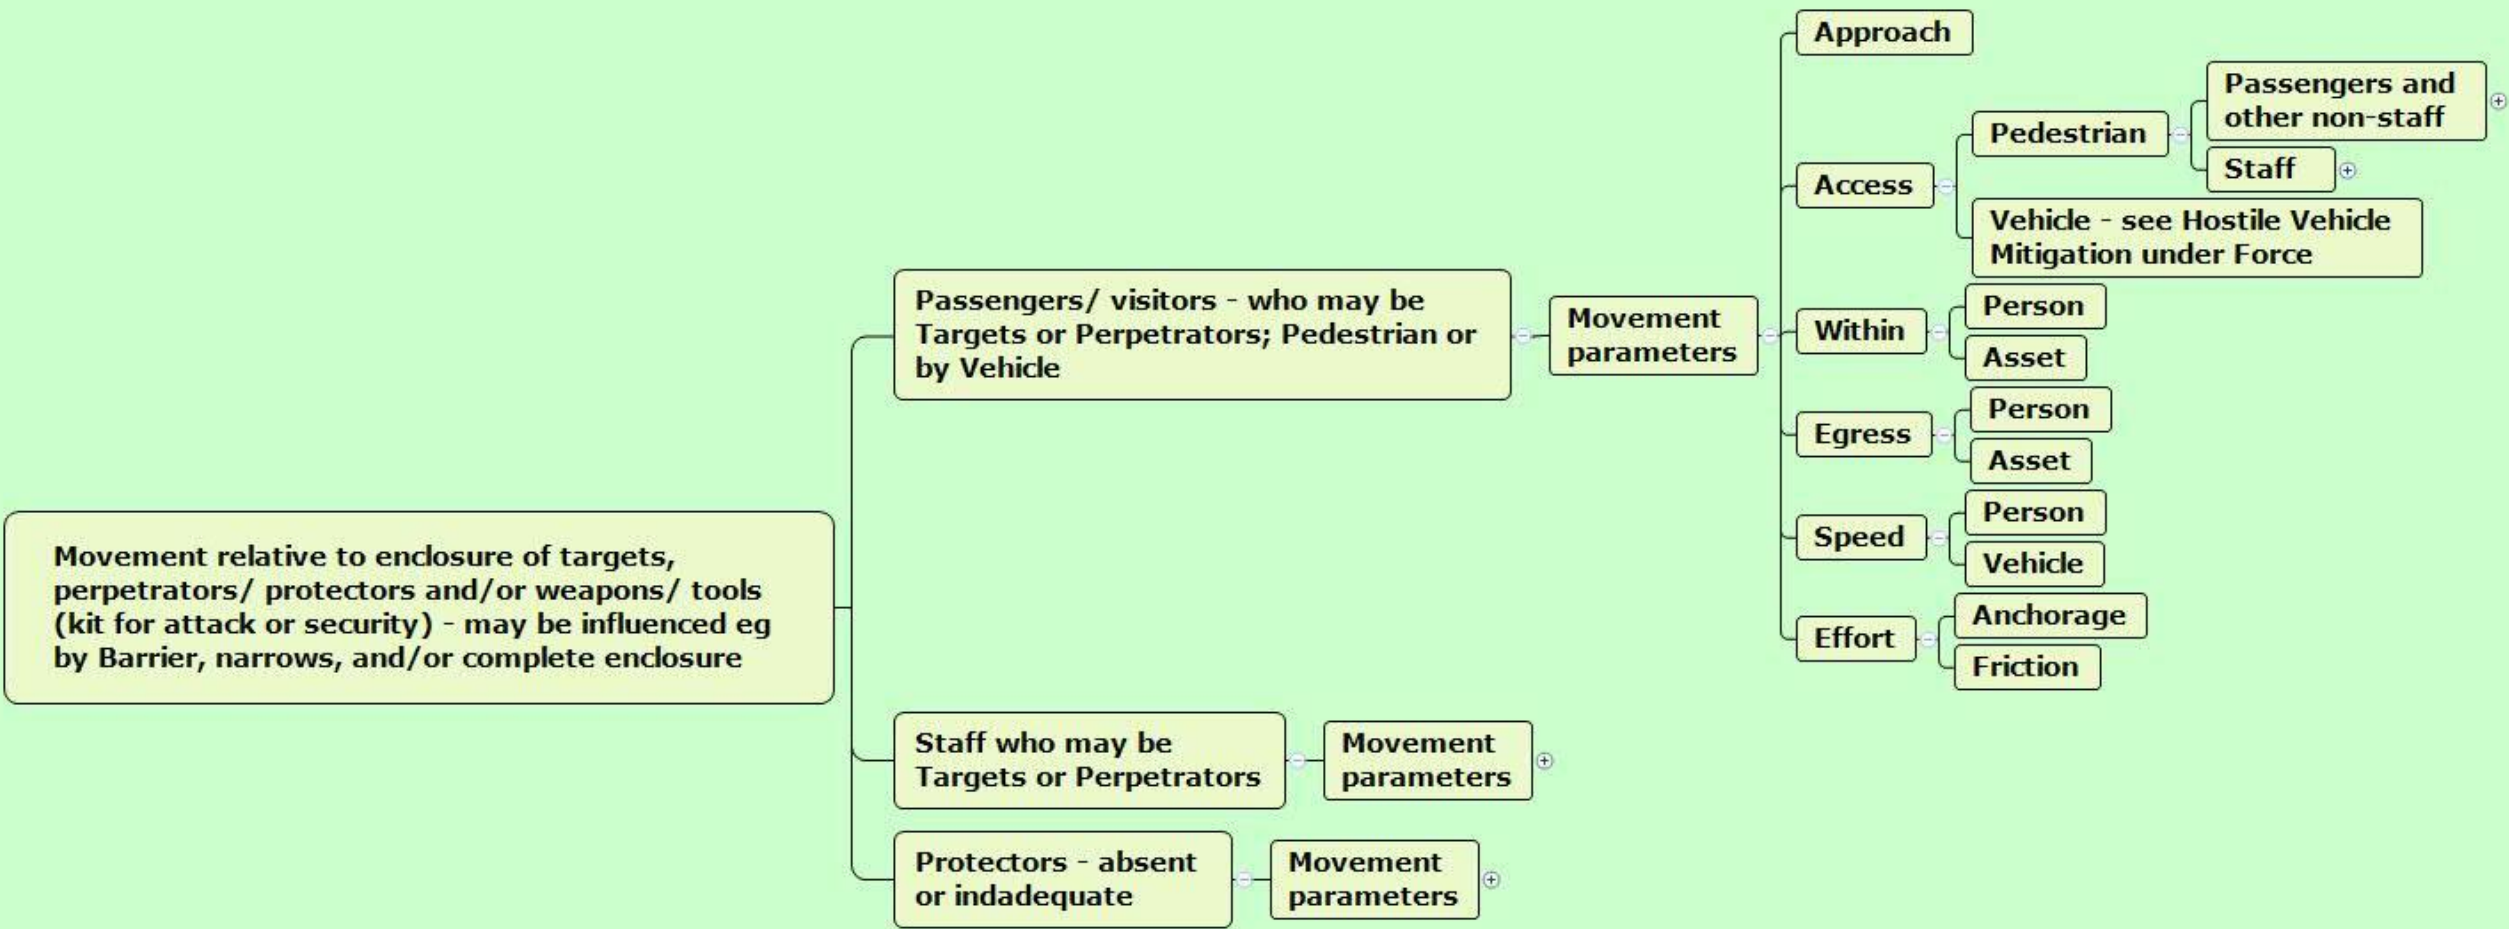 Movement relative to enclosure of targets,
perpetrators/ protectors and/or weapons/ tools
(kit for attack or security) - may be influenced eg
by Barrier, narrows, and/or complete enclosure
Passengers/ visitors - who may be
Targets or Perpetrators; Pedestrian or
by Vehicle
Movement
parameters
Approach
Access
Pedestrian
Passengers and
other non-staff
Staff
Vehicle - see Hostile Vehicle
Mitigation under Force
Within
Person
Asset
Egress
Person
Asset
Speed
Person
Vehicle
Effort
Anchorage
Friction
Staff who may be
Targets or Perpetrators
Movement
parameters
Protectors - absent
or indadequate
Movement
parameters